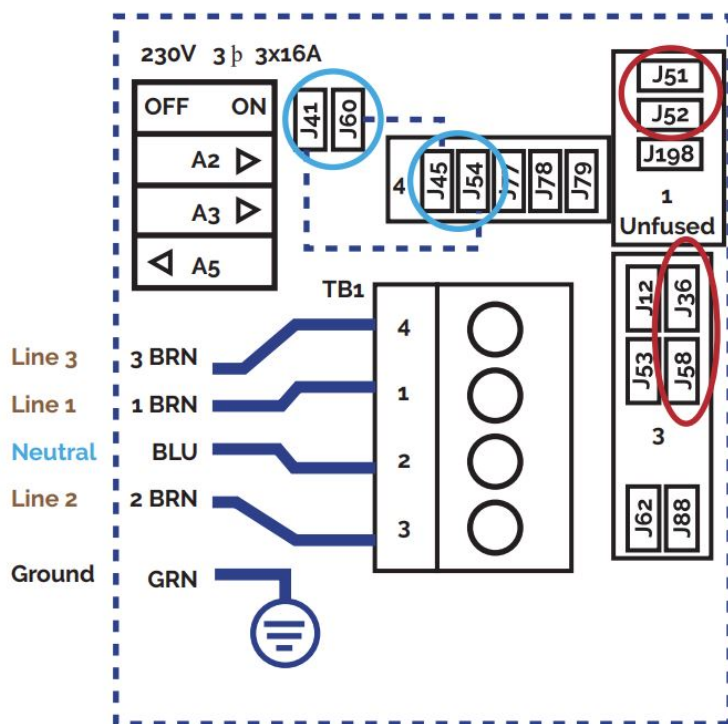 230V 3 þ 3x16A
OFF ON
A2
A3
A5
J41
J60
4
J45
J54
J77
J78
J79
J51
J52
J198
1
Unfused
J12
J36
J53
J58
3
J62
J88
TB1
4
1
2
3
Line 3 3 BRN
Line 1 1 BRN
Neutral BLU
Line 2 2 BRN
Ground GRN